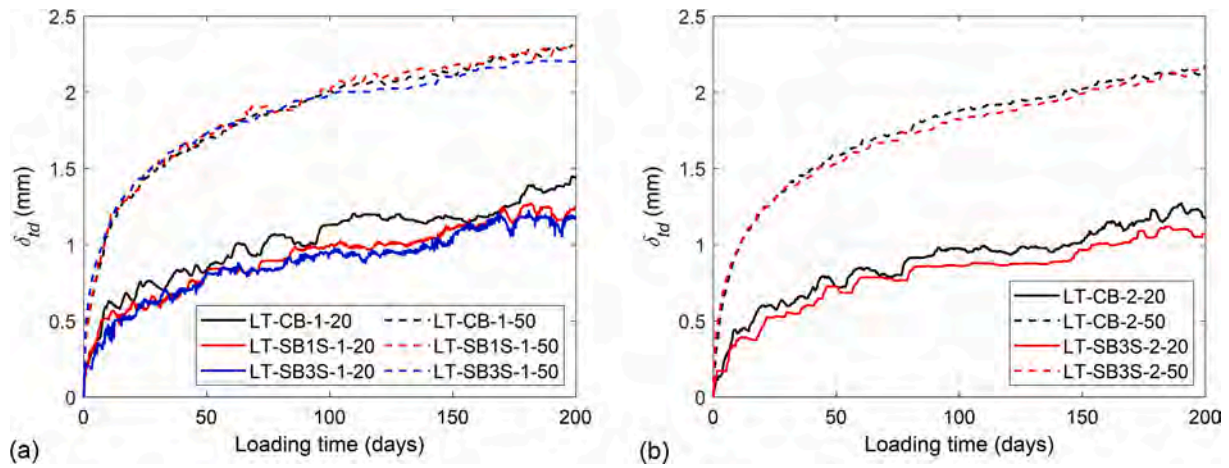 2.5
2
1.5
1
0.5
0
δtd (mm)
0 50 100 150 200
Loading time (days)
LT-CB-1-20 LT-CB-1-50
LT-SB1S-1-20 LT-SB1S-1-50
LT-SB3S-1-20 LT-SB3S-1-50
(a)
2.5
2
1.5
1
0.5
0
δtd (mm)
0 50 100 150 200
Loading time (days)
LT-CB-2-20
LT-CB-2-50
LT-SB3S-2-20
LT-SB3S-2-50
(b)